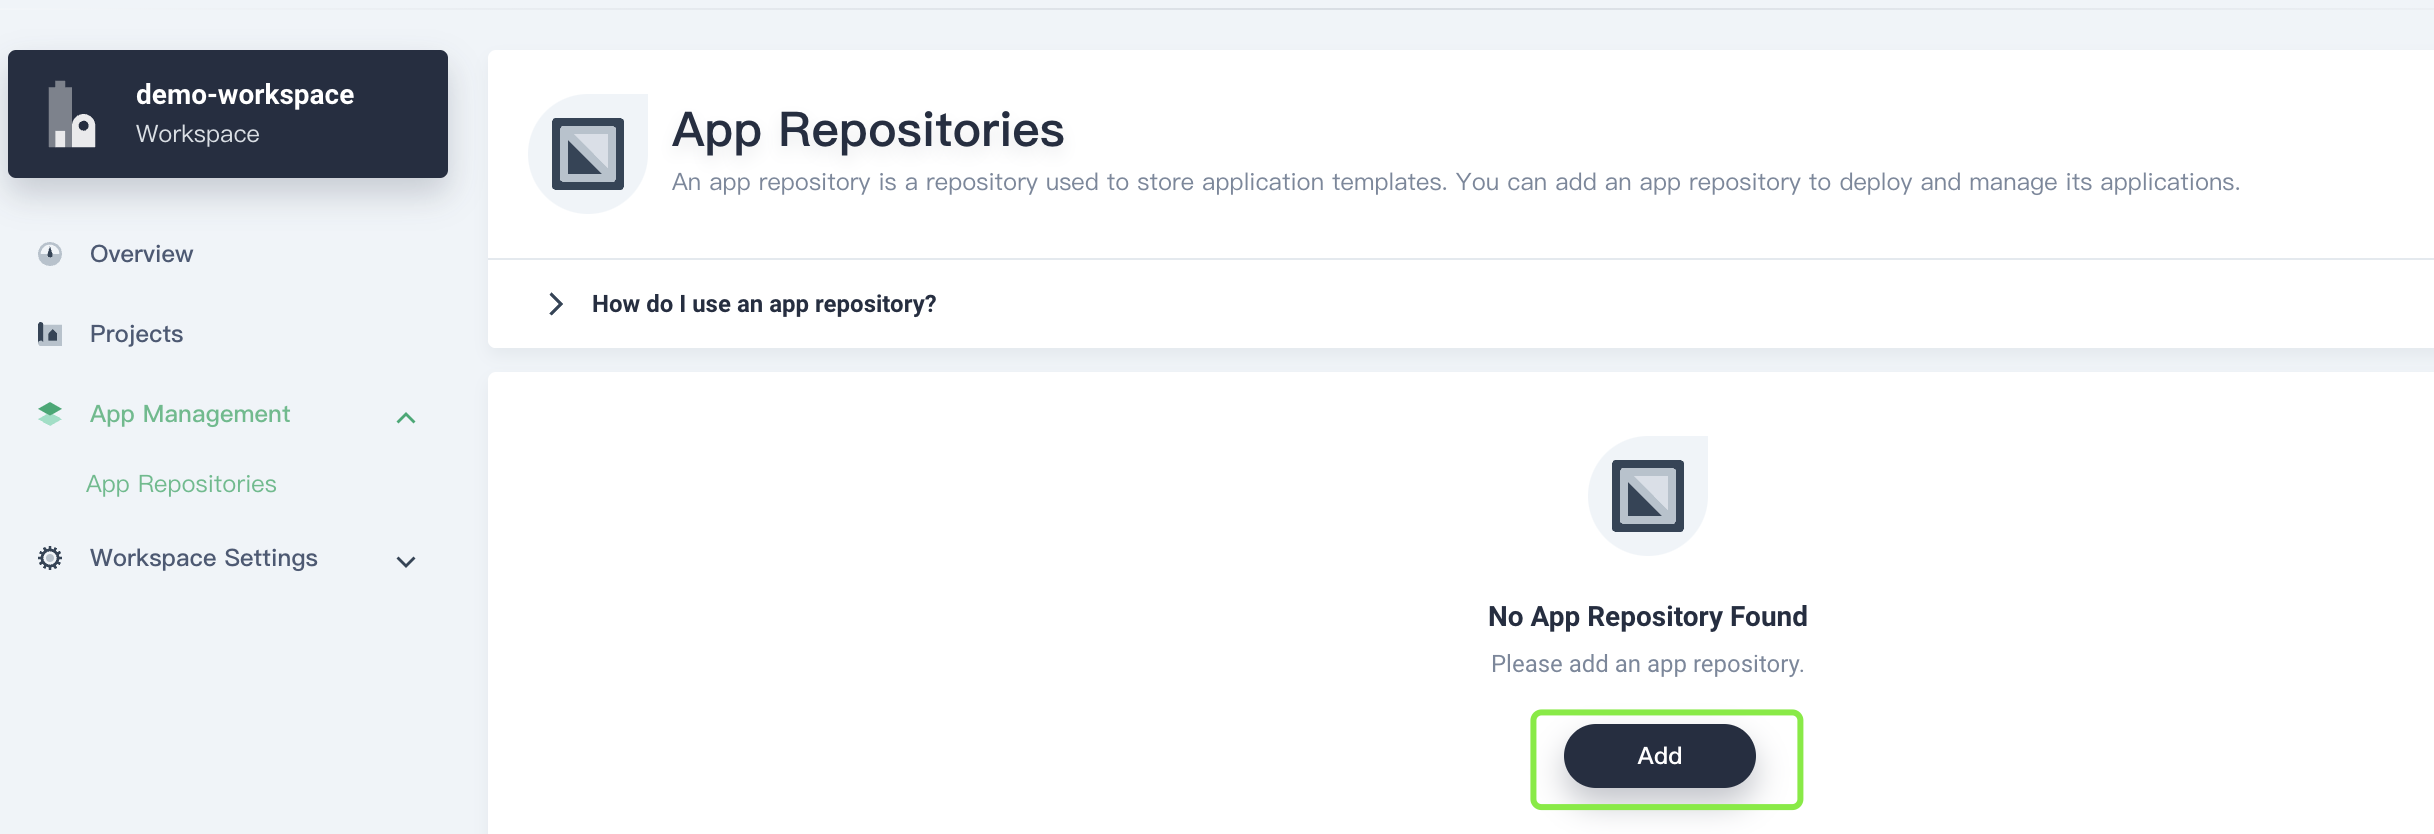 demo-workspace
Workspace
Overview
Projects
App Management
App Repositories
Workspace Settings
App Repositories
An app repository is a repository used to store application templates. You can add an app repository to deploy and manage its applications.
How do I use an app repository?
No App Repository Found
Please add an app repository.
Add